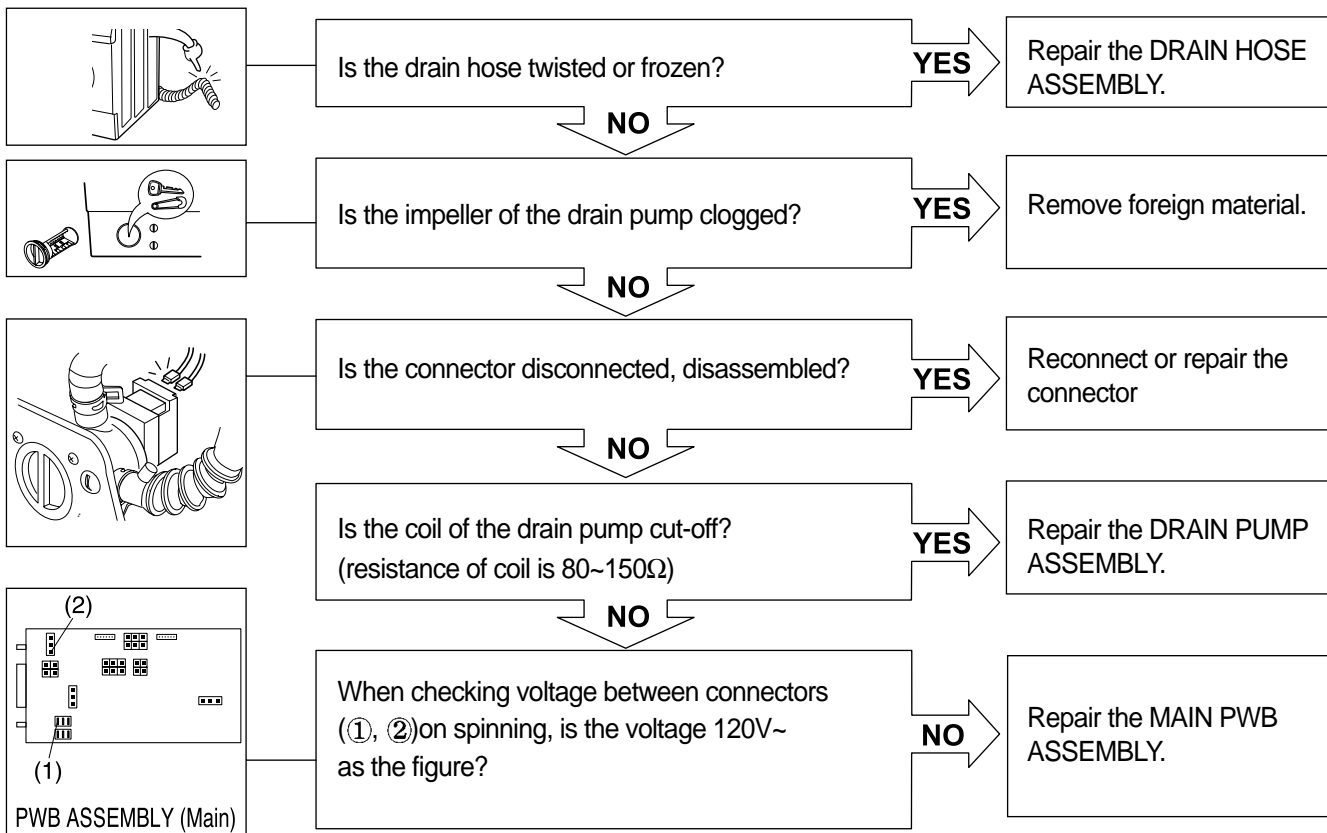 Is the drain hose twisted or frozen?
YES
Repair the DRAIN HOSE
ASSEMBLY.
NO
Is the impeller of the drain pump clogged?
YES
Remove foreign material.
NO
Is the connector disconnected, disassembled?
YES
Reconnect or repair the
connector
NO
Is the coil of the drain pump cut-off?
(resistance of coil is 80~150Ω)
YES
Repair the DRAIN PUMP
ASSEMBLY.
NO
(2)
(1)
PWB ASSEMBLY (Main)
When checking voltage between connectors
(①, ②)on spinning, is the voltage 120V~
as the figure?
NO
Repair the MAIN PWB
ASSEMBLY.